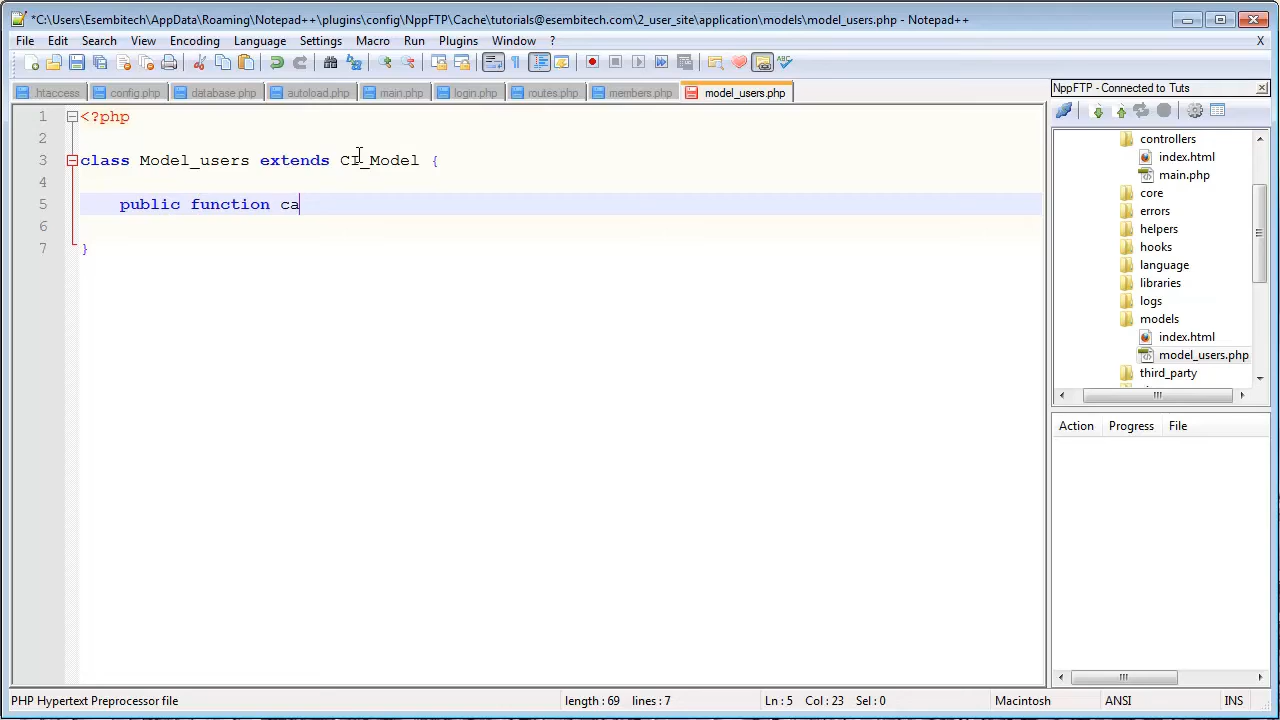 *C:\Users\Esembitech\AppData\Roaming\Notepad++\plugins\config\NppFTP\Cache\tutorials@esembitech.com\2_user_site\application\models\model_users.php - Notepad++
File Edit Search View Encoding Language Settings Macro Run Plugins Window ? X
.htaccess config.php database.php autoload.php main.php login.php routes.php members.php model_users.php
1 <?php
2
3 class Model_users extends CI_Model {
4
5 public function ca
6
7 }
NppFTP - Connected to Tuts
controllers
index.html
main.php
core
errors
helpers
hooks
language
libraries
logs
models
index.html
model_users.php
third_party
Action Progress File
PHP Hypertext Preprocessor file length : 69 lines : 7 Ln : 5 Col : 23 Sel : 0 Macintosh ANSI INS